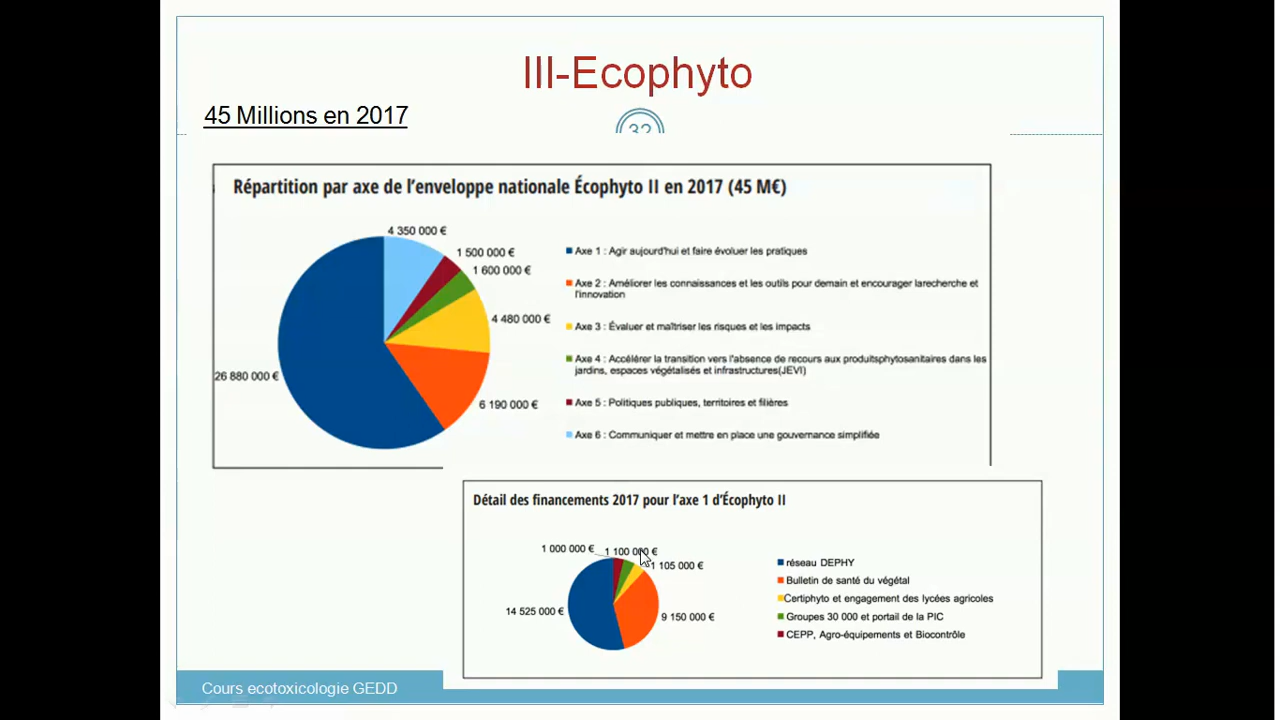 III-Ecophyto
45 Millions en 2017
32
Répartition par axe de l'enveloppe nationale Écophyto II en 2017 (45 M€)
4 350 000 €
1 500 000 €
1 600 000 €
4 480 000 €
6 190 000 €
26 880 000 €
Axe 1 : Agir aujourd'hui et faire évoluer les pratiques
Axe 2 : Améliorer les connaissances et les outils pour demain et encourager larecherche et
l'innovation
Axe 3 : Évaluer et maîtriser les risques et les impacts
Axe 4 : Accélérer la transition vers l'absence de recours aux produitsphytosanitaires dans les
jardins, espaces végétalisés et infrastructures(JEVI)
Axe 5 : Politiques publiques, territoires et filières
Axe 6 : Communiquer et mettre en place une gouvernance simplifiée
Détail des financements 2017 pour l'axe 1 d'Écophyto II
1 000 000 €
1 100 000 €
1 105 000 €
14 525 000 €
9 150 000 €
réseau DEPHY
Bulletin de santé du végétal
Certiphyto et engagement des lycées agricoles
Groupes 30 000 et portail de la PIC
CEPP, Agro-équipements et Biocontrôle
Cours ecotoxicologie GEDD